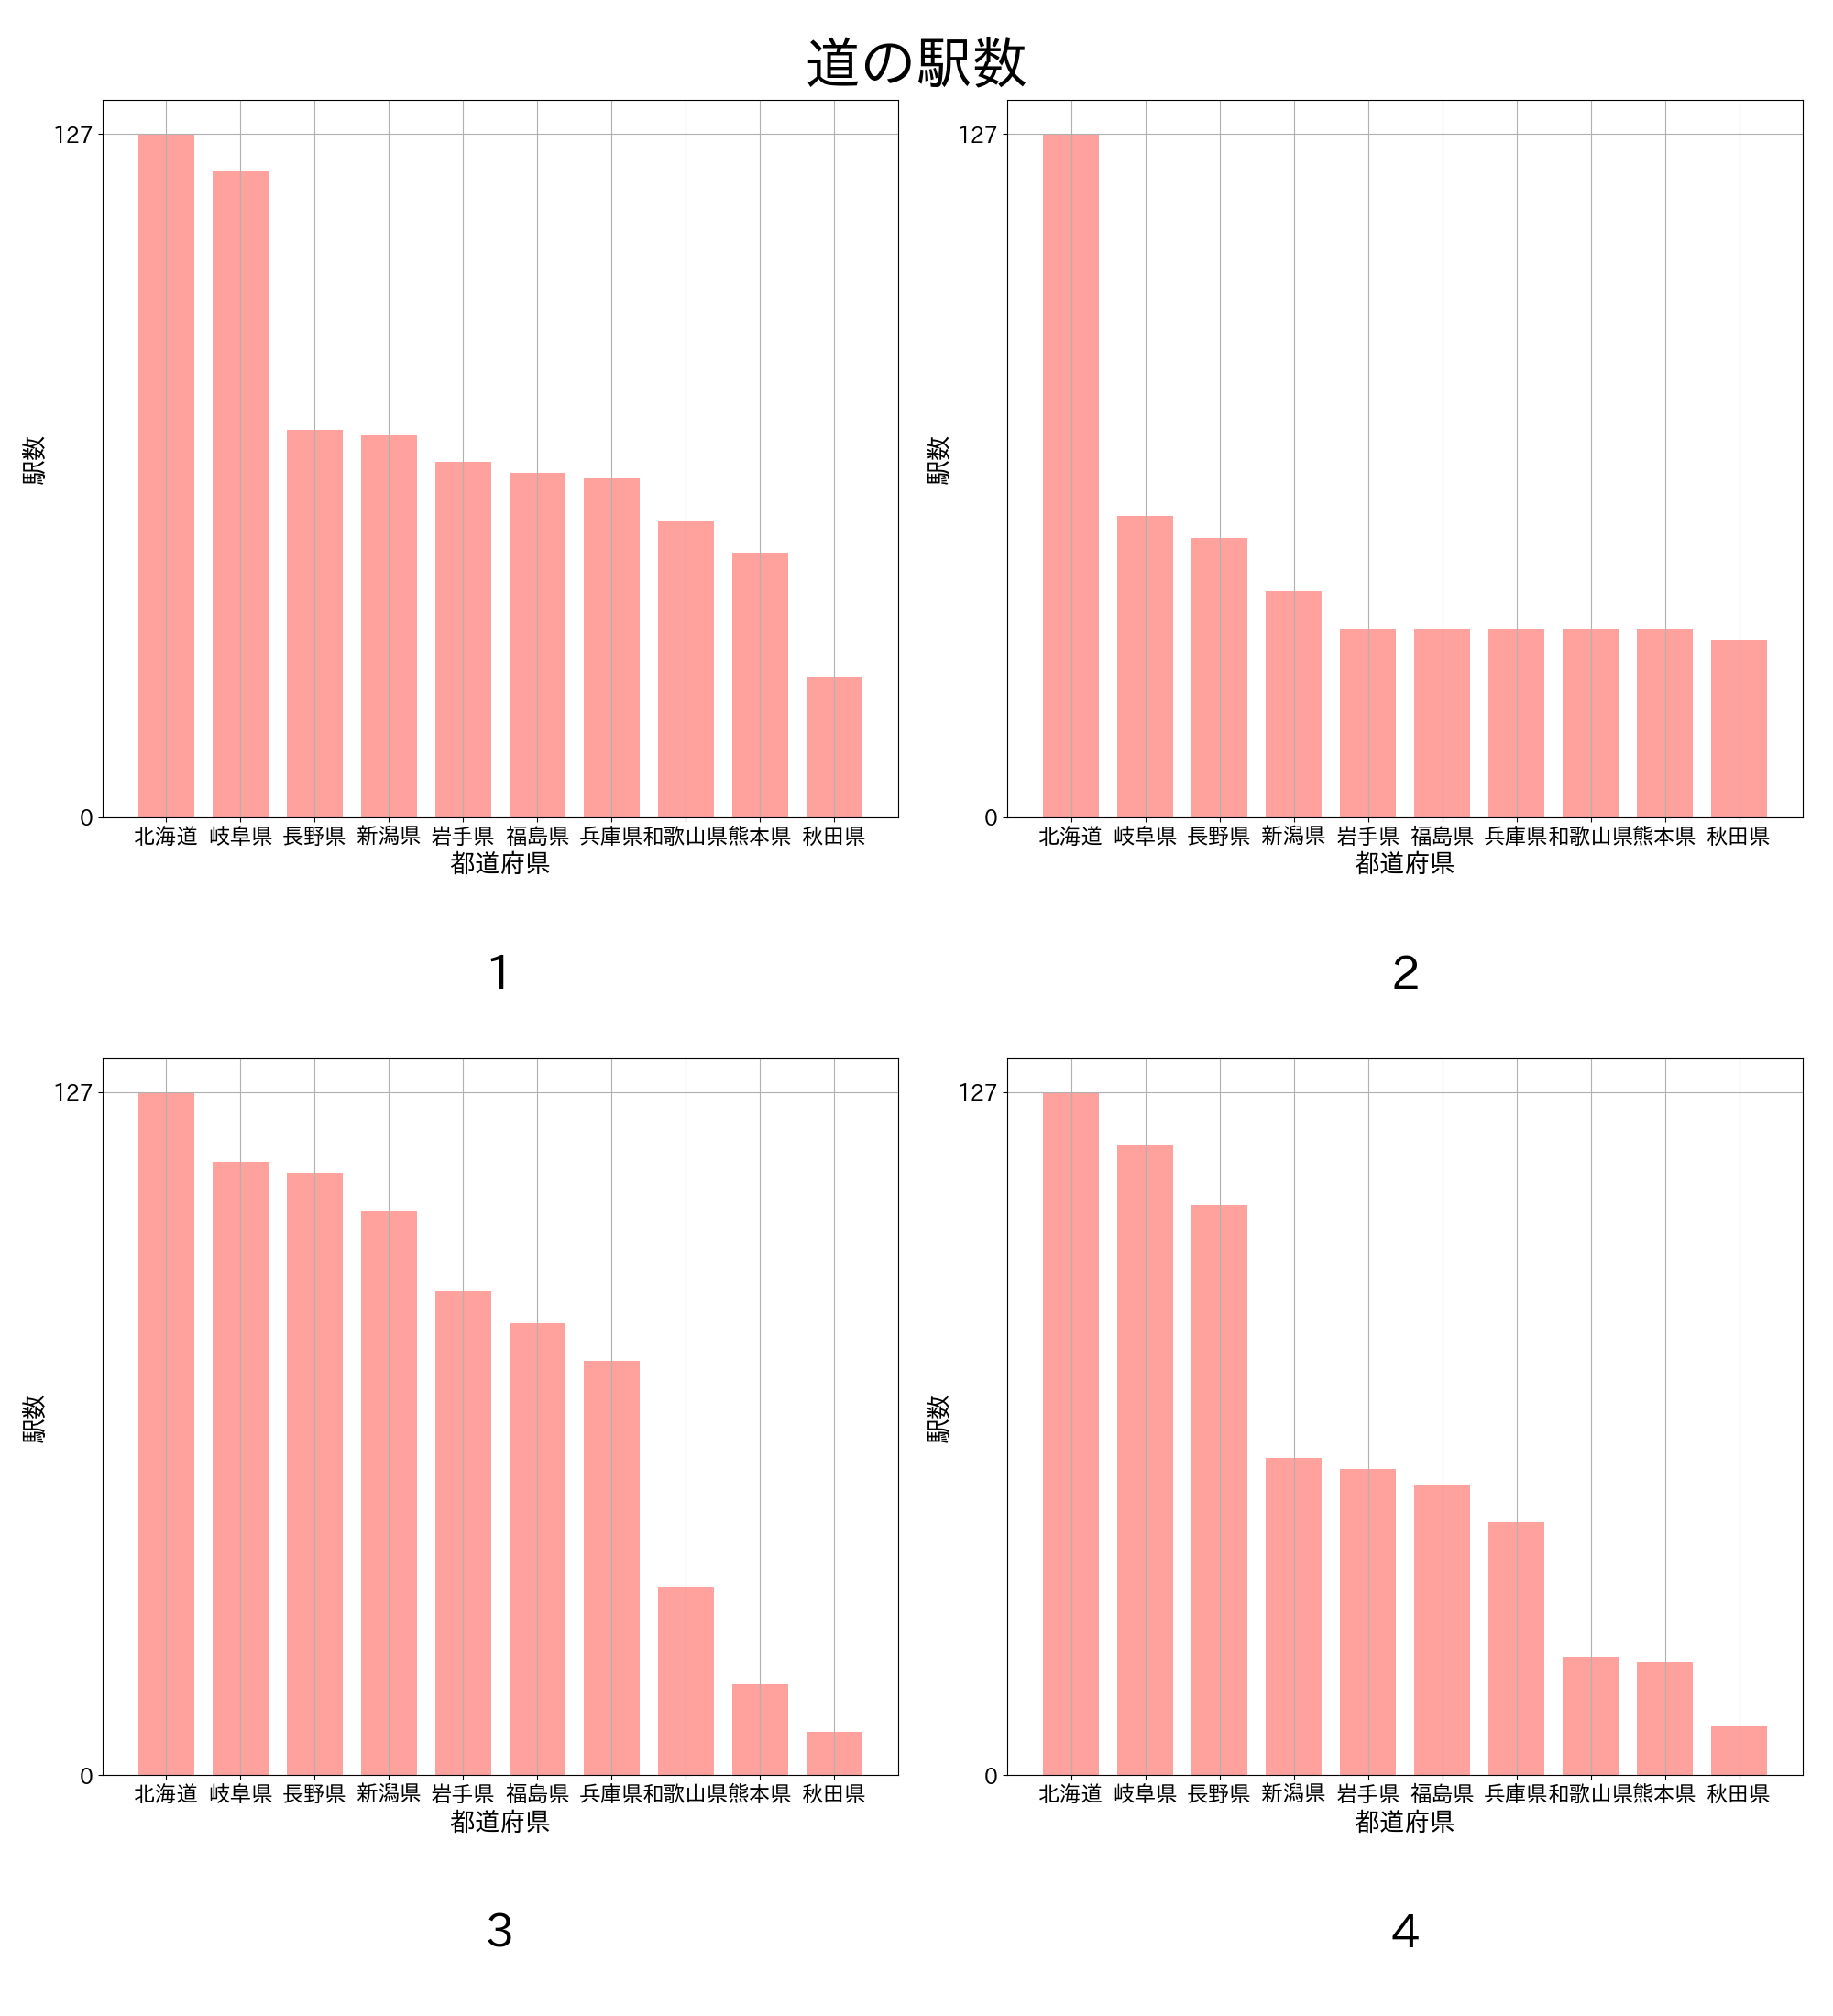 道の駅数
127
0
駅数
北海道 岐阜県 長野県 新潟県 岩手県 福島県 兵庫県 和歌山県 熊本県 秋田県
都道府県
1
127
0
駅数
北海道 岐阜県 長野県 新潟県 岩手県 福島県 兵庫県 和歌山県 熊本県 秋田県
都道府県
2
127
0
駅数
北海道 岐阜県 長野県 新潟県 岩手県 福島県 兵庫県 和歌山県 熊本県 秋田県
都道府県
3
127
0
駅数
北海道 岐阜県 長野県 新潟県 岩手県 福島県 兵庫県 和歌山県 熊本県 秋田県
都道府県
4